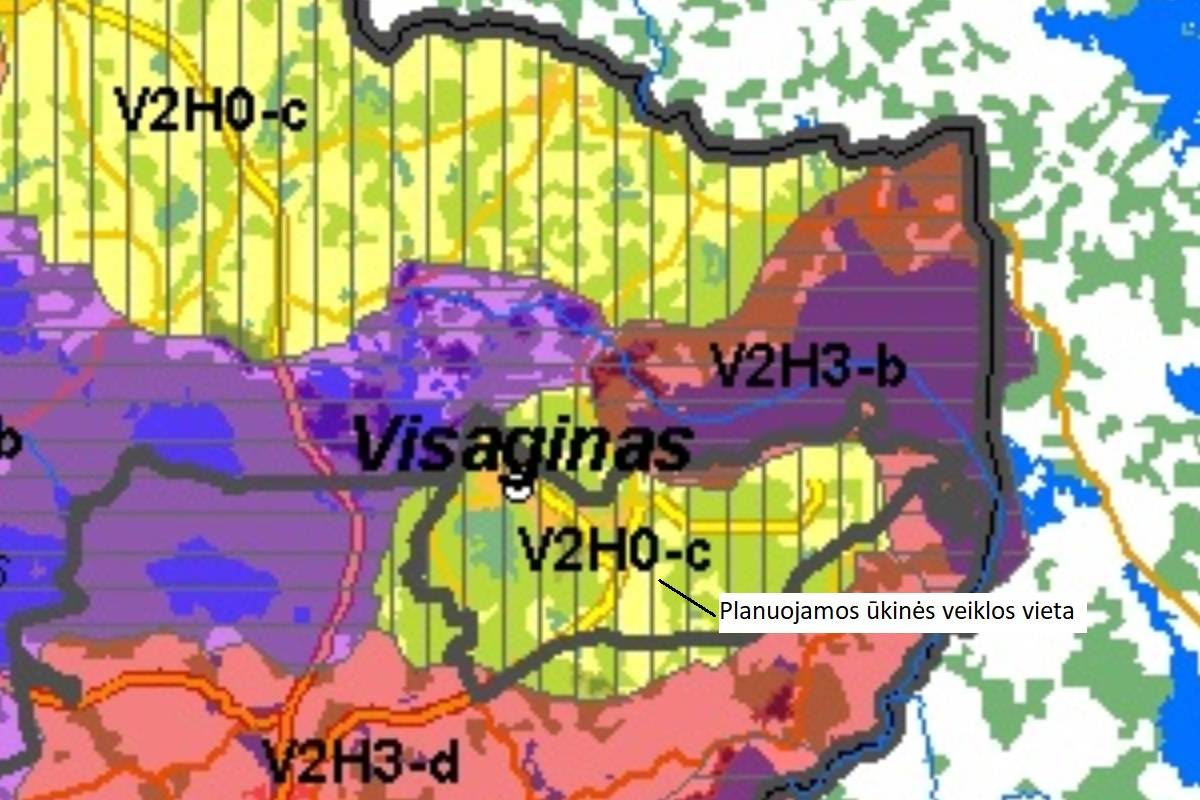 V2H0-c
V2H3-b
b
Visaginas
V2H0-c
Planuojamos ūkinės veiklos vieta
V2H3-d